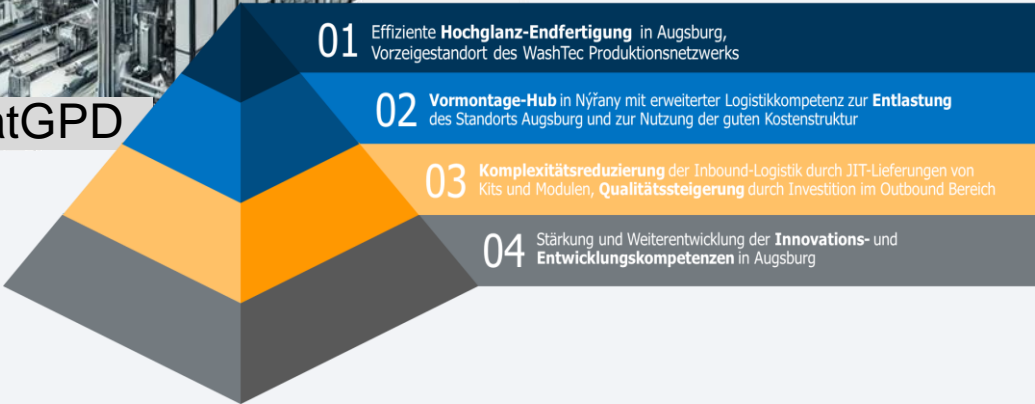 01
Effiziente Hochglanz-Endfertigung in Augsburg,
Vorzeigestandort des WashTec Produktionsnetzwerks
atGPD
02
Vormontage-Hub in Nýřany mit erweiterter Logistikkompetenz zur Entlastung
des Standorts Augsburg und zur Nutzung der guten Kostenstruktur
03
Komplexitätsreduzierung der Inbound-Logistik durch JIT-Lieferungen von
Kits und Modulen, Qualitätssteigerung durch Investition im Outbound Bereich
04
Stärkung und Weiterentwicklung der Innovations- und
Entwicklungskompetenzen in Augsburg